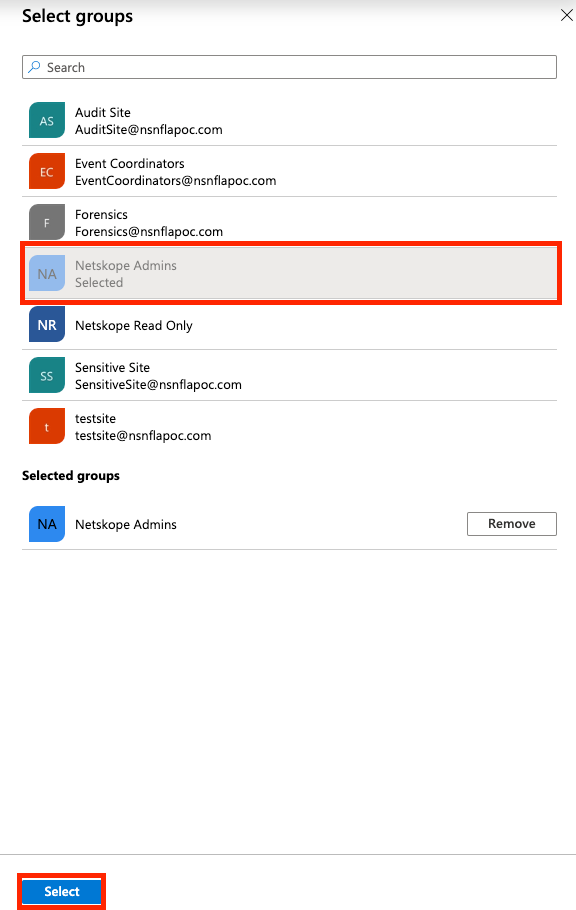 Select groups
Search
AS
Audit Site
AuditSite@nsnflapoc.com
EC
Event Coordinators
EventCoordinators@nsnflapoc.com
F
Forensics
Forensics@nsnflapoc.com
NA
Netskope Admins
Selected
NR
Netskope Read Only
SS
Sensitive Site
SensitiveSite@nsnflapoc.com
t
testsite
testsite@nsnflapoc.com
Selected groups
NA
Netskope Admins
Remove
Select